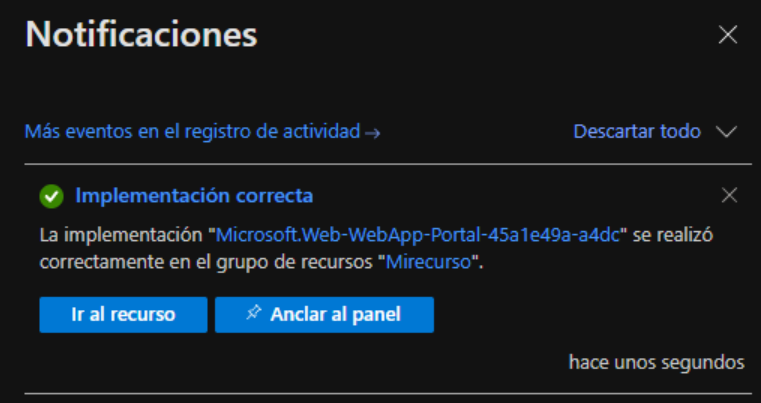 Notificaciones
Más eventos en el registro de actividad →
Descartar todo
Implementación correcta
La implementación "Microsoft.Web-WebApp-Portal-45a1e49a-a4dc" se realizó
correctamente en el grupo de recursos "Mirecurso".
Ir al recurso
Anclar al panel
hace unos segundos